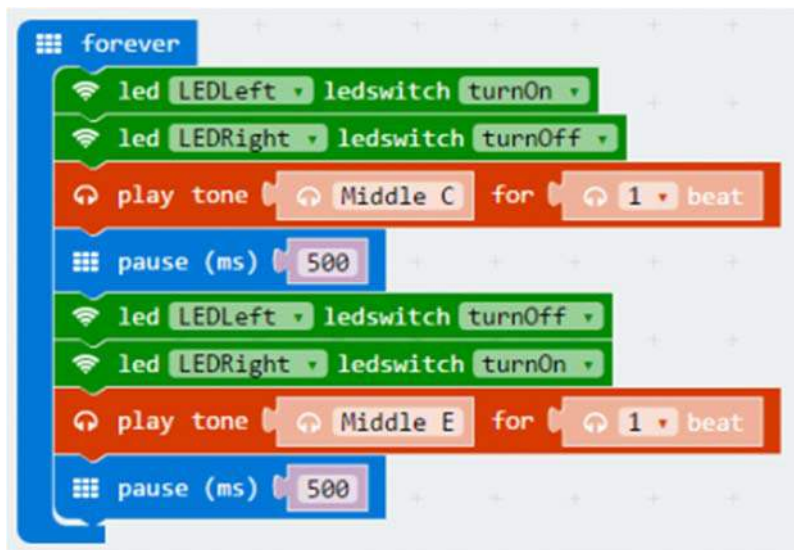 forever
led LEDLeft ledswitch turnOn
led LEDRight ledswitch turnOff
play tone Middle C for 1 beat
pause (ms) 500
led LEDLeft ledswitch turnOff
led LEDRight ledswitch turnOn
play tone Middle E for 1 beat
pause (ms) 500